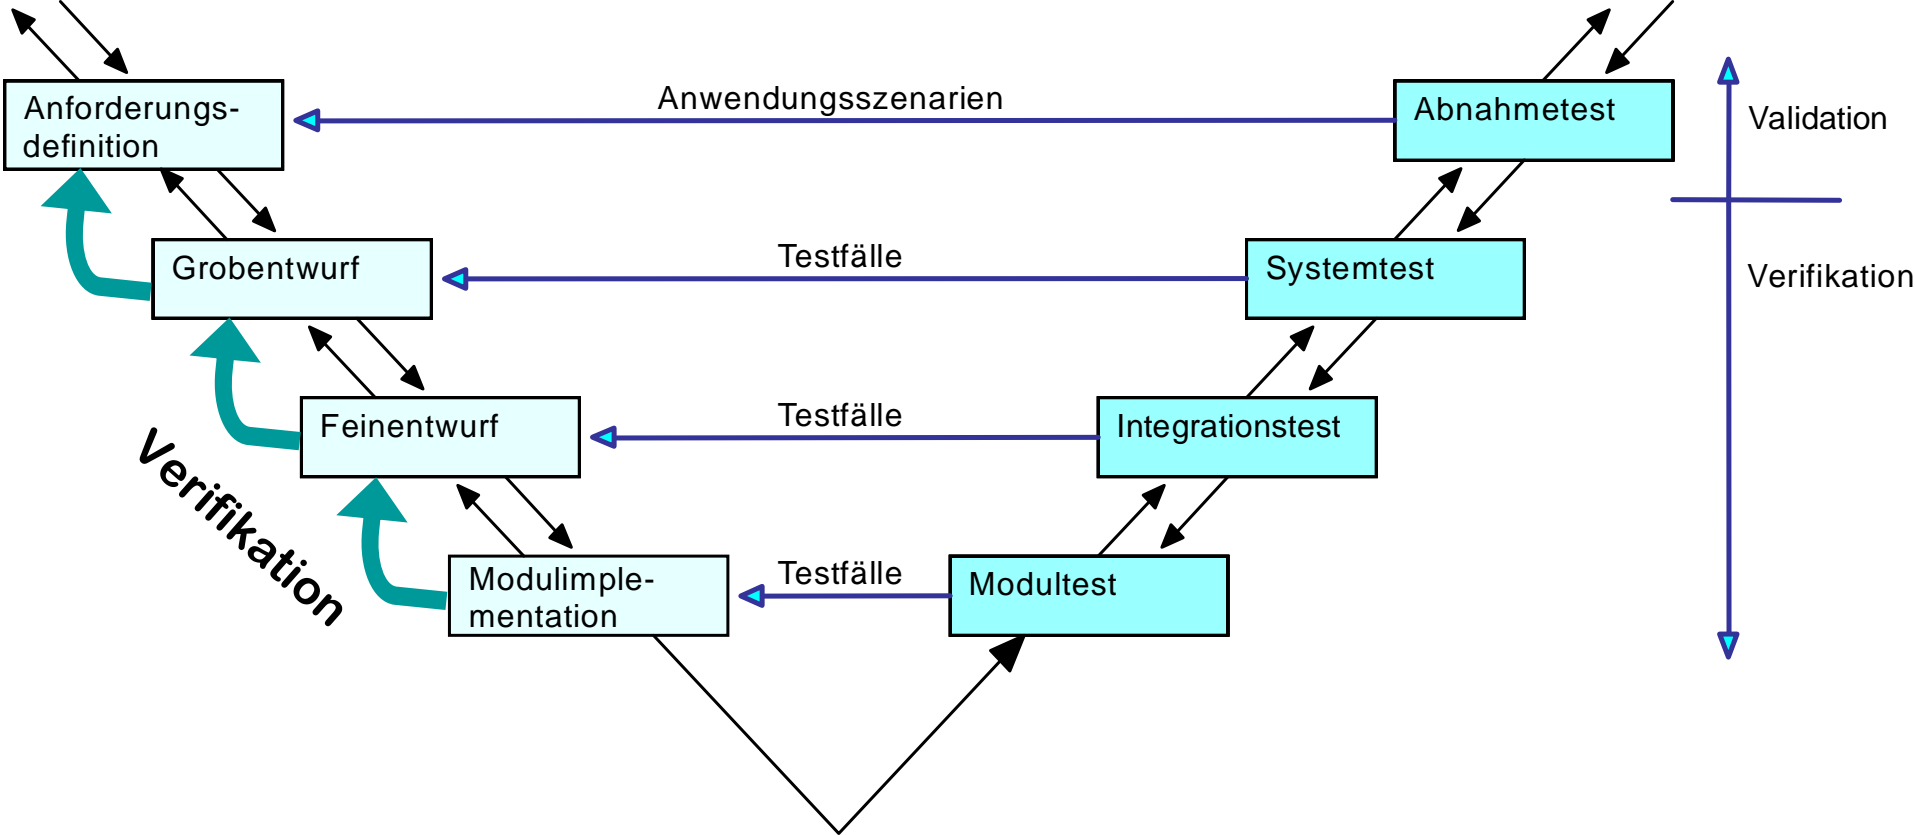 Anforderungs-
definition
Anwendungsszenarien
Abnahmetest
Validation
Grobentwurf
Testfälle
Systemtest
Verifikation
Feinentwurf
Testfälle
Integrationstest
Verifikation
Modulimple-
mentation
Testfälle
Modultest